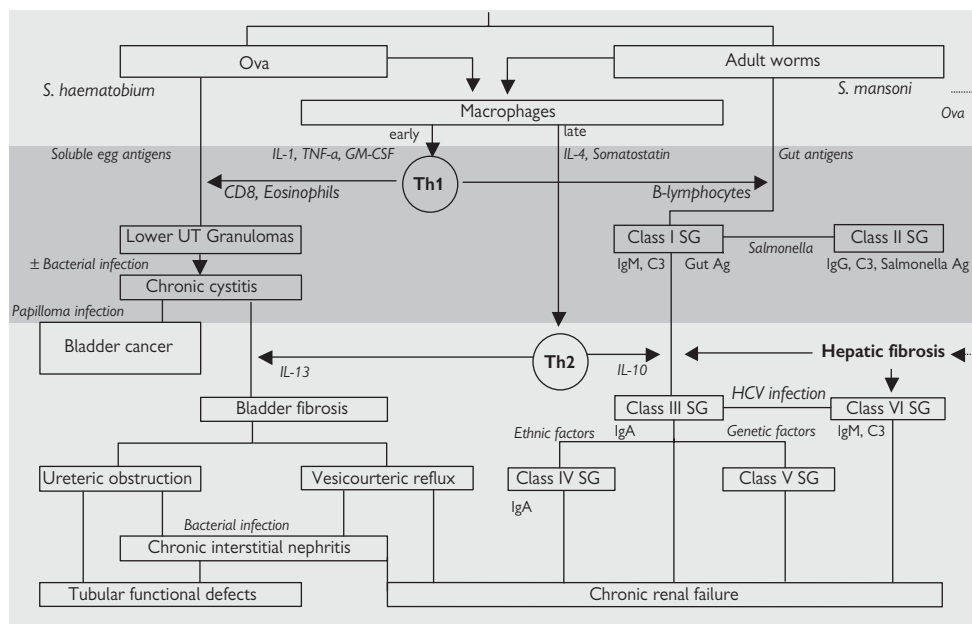 Ova
Adult worms
S. haematobium
S. mansoni
Macrophages
Ova
early
late
Soluble egg antigens
IL-1, TNF-a, GM-CSF
IL-4, Somatostatin
Gut antigens
Th1
CD8, Eosinophils
B-lymphocytes
Lower UT Granulomas
Class I SG
Salmonella
Class II SG
± Bacterial infection
IgM, C3
Gut Ag
IgG, C3, Salmonella Ag
Chronic cystitis
Papilloma infection
Bladder cancer
Th2
Hepatic fibrosis
IL-13
IL-10
HCV infection
Bladder fibrosis
Class III SG
Class VI SG
Ethnic factors
IgA
Genetic factors
IgM, C3
Ureteric obstruction
Vesicourteric reflux
Class IV SG
Class V SG
IgA
Bacterial infection
Chronic interstitial nephritis
Tubular functional defects
Chronic renal failure